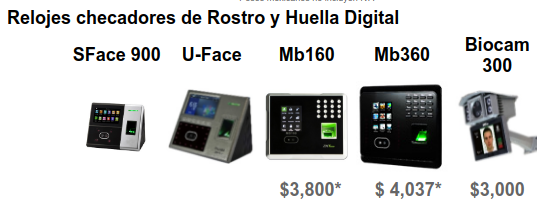 Relojes checadores de Rostro y Huella Digital
SFace 900
U-Face
Mb160
Mb360
Biocam
300
$3,800*
$ 4,037*
$3,000